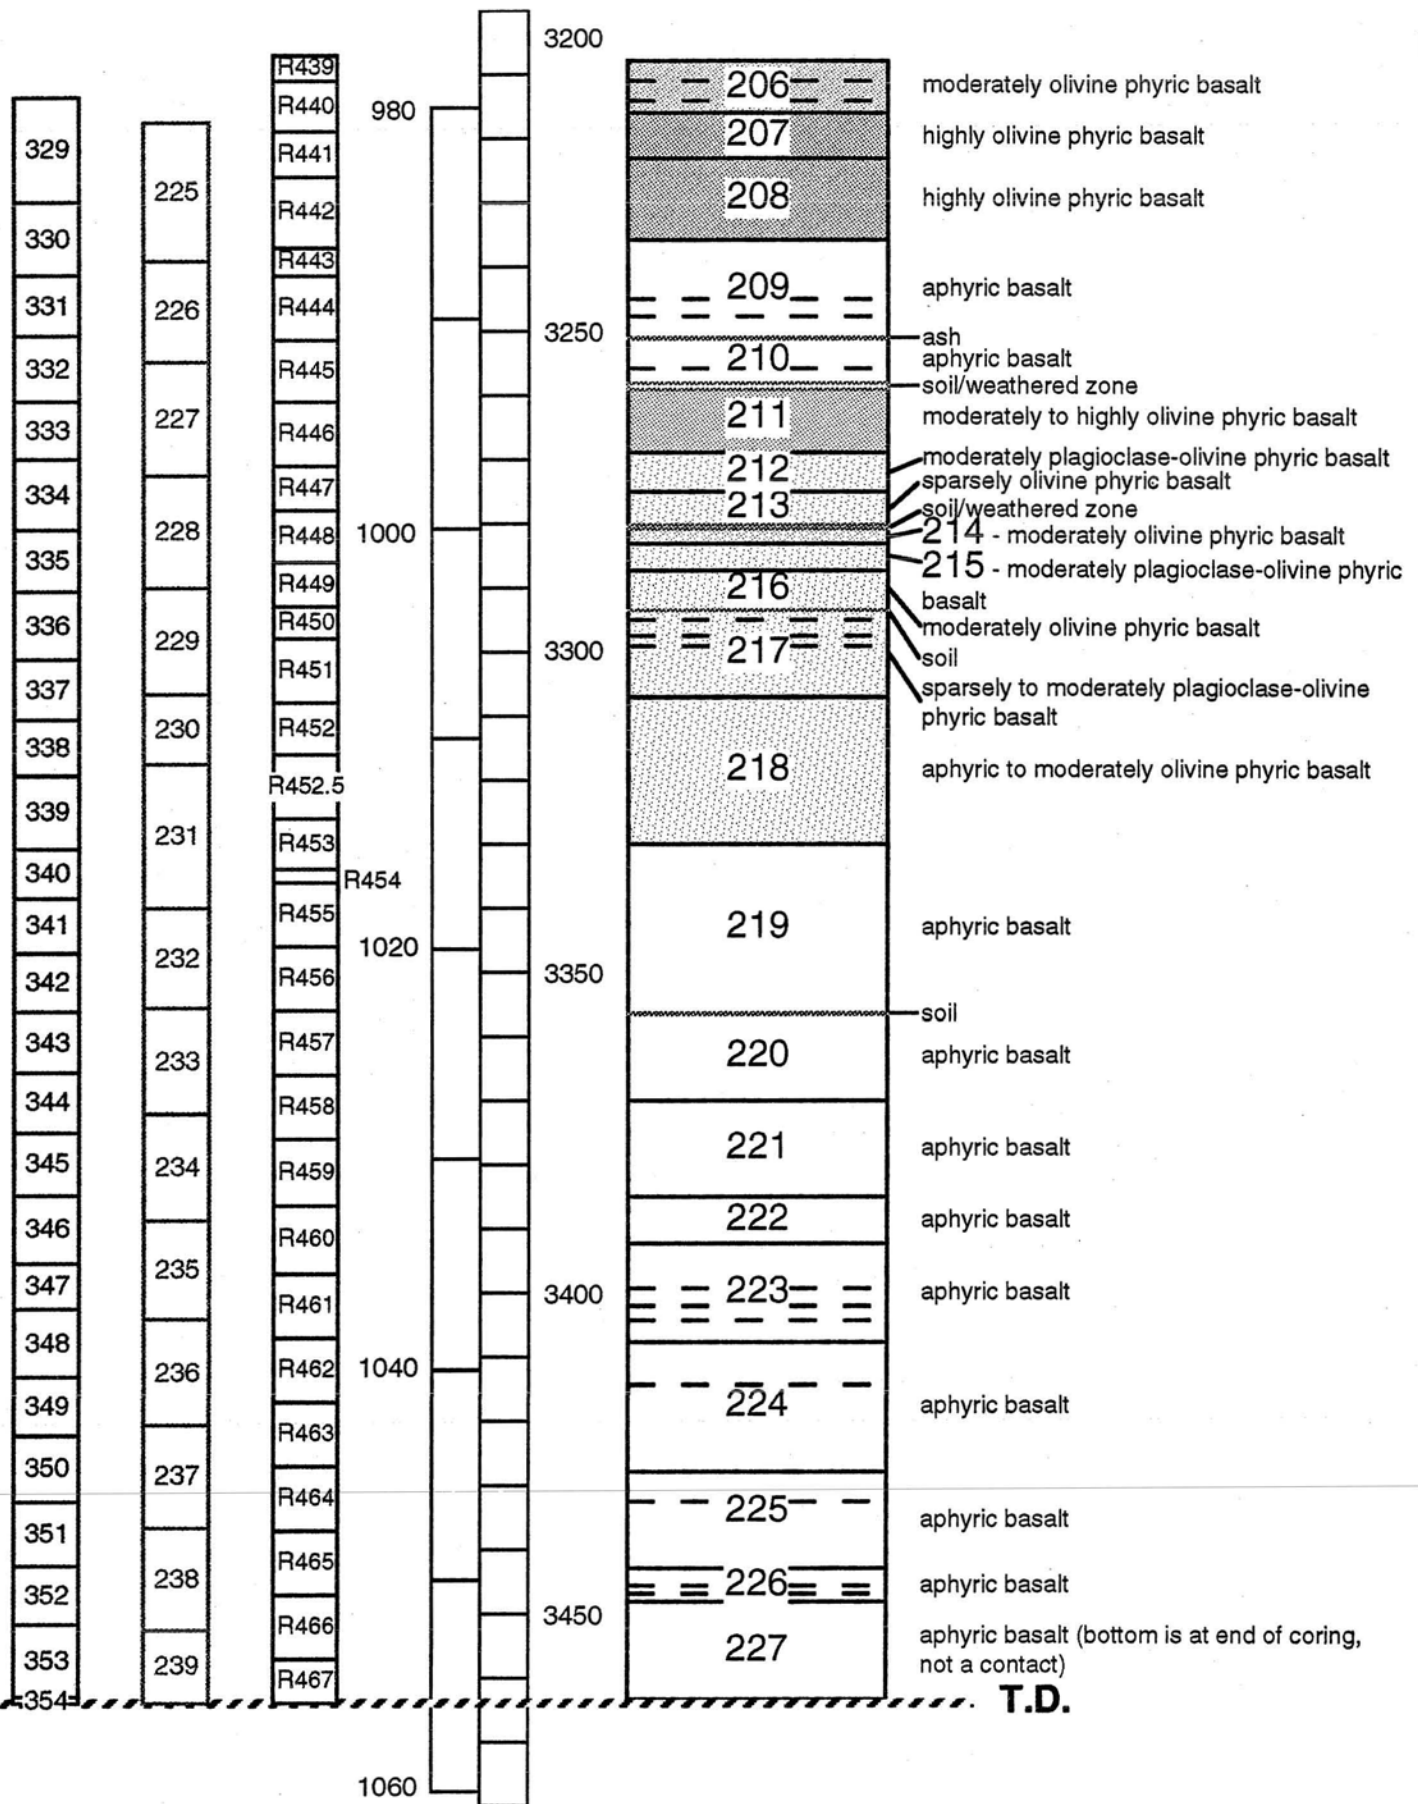 329
330
331
332
333
334
335
336
337
338
339
340
341
342
343
344
345
346
347
348
349
350
351
352
353
354
225
226
227
228
229
230
231
232
233
234
235
236
237
238
239
R439
R440
R441
R442
R443
R444
R445
R446
R447
R448
R449
R450
R451
R452
R452.5
R453
R454
R455
R456
R457
R458
R459
R460
R461
R462
R463
R464
R465
R466
R467
980
1000
1020
1040
1060
3200
3250
3300
3350
3400
3450
206
207
208
209
210
211
212
213
216
217
218
219
220
221
222
223
224
225
226
227
moderately olivine phyric basalt
highly olivine phyric basalt
highly olivine phyric basalt
aphyric basalt
ash
aphyric basalt
soil/weathered zone
moderately to highly olivine phyric basalt
moderately plagioclase-olivine phyric basalt
sparsely olivine phyric basalt
soil/weathered zone
214 - moderately olivine phyric basalt
215 - moderately plagioclase-olivine phyric
basalt
moderately olivine phyric basalt
soil
sparsely to moderately plagioclase-olivine
phyric basalt
aphyric to moderately olivine phyric basalt
aphyric basalt
soil
aphyric basalt
aphyric basalt
aphyric basalt
aphyric basalt
aphyric basalt
aphyric basalt
aphyric basalt
aphyric basalt (bottom is at end of coring,
not a contact)
T.D.